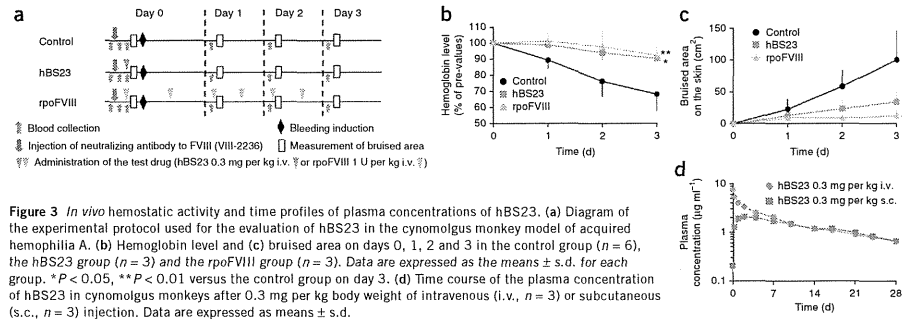 a
Day 0 Day 1 Day 2 Day 3
Control
hBS23
rpoFVIII
Blood collection
Bleeding induction
Injection of neutralizing antibody to FVIII (VIII-2236)
Measurement of bruised area
Administration of the test drug (hBS23 0.3 mg per kg i.v. or rpoFVIII 1 U per kg i.v. )
b
Hemoglobin level
(% of pre-values)
110
100
90
80
70
60
50
Control
hBS23
rpoFVIII
**
*
0 1 2 3
Time (d)
c
Bruised area
on the skin (cm2)
150
100
50
0
Control
hBS23
rpoFVIII
0 1 2 3
Time (d)
d
Plasma
concentration (µg ml–1)
10
1
0.1
hBS23 0.3 mg per kg i.v.
hBS23 0.3 mg per kg s.c.
0 7 14 21 28
Time (d)
Figure 3 In vivo hemostatic activity and time profiles of plasma concentrations of hBS23. (a) Diagram of
the experimental protocol used for the evaluation of hBS23 in the cynomolgus monkey model of acquired
hemophilia A. (b) Hemoglobin level and (c) bruised area on days 0, 1, 2 and 3 in the control group (n = 6),
the hBS23 group (n = 3) and the rpoFVIII group (n = 3). Data are expressed as the means ± s.d. for each
group. *P < 0.05, **P < 0.01 versus the control group on day 3. (d) Time course of the plasma concentration
of hBS23 in cynomolgus monkeys after 0.3 mg per kg body weight of intravenous (i.v., n = 3) or subcutaneous
(s.c., n = 3) injection. Data are expressed as means ± s.d.